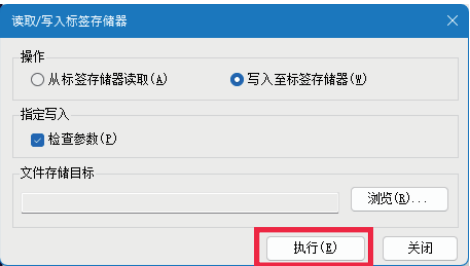 读取/写入标签存储器
操作
从标签存储器读取(A) 写入至标签存储器(W)
指定写入
检查参数(P)
文件存储目标
浏览(R)...
执行(E) 关闭